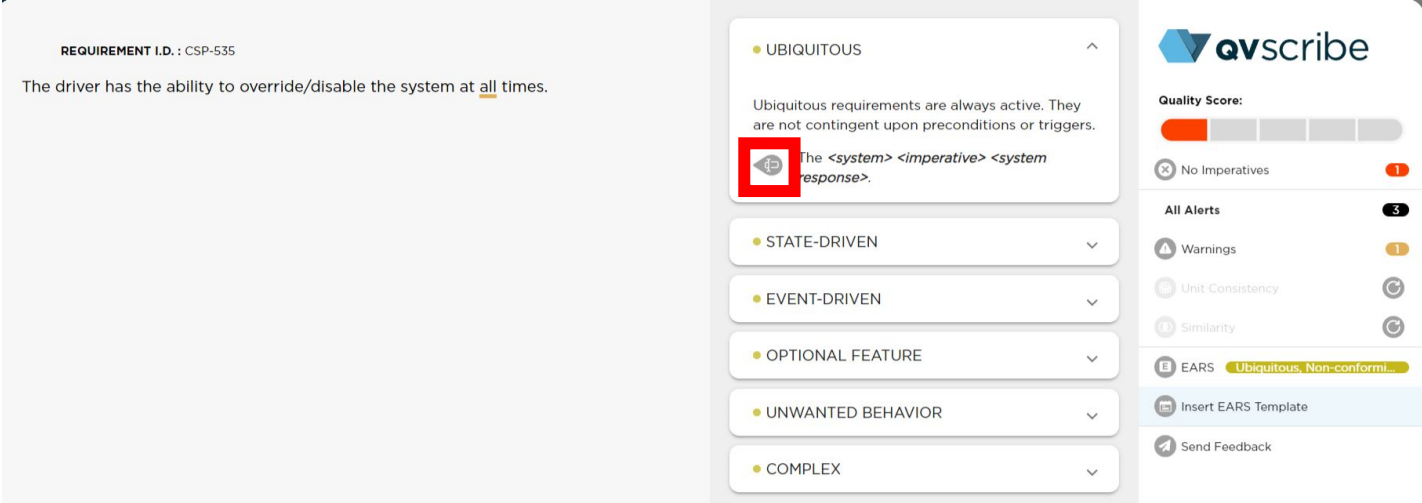 REQUIREMENT I.D. : CSP-535
The driver has the ability to override/disable the system at all times.
UBIQUITOUS
Ubiquitous requirements are always active. They
are not contingent upon preconditions or triggers.
The <system> <imperative> <system
response>.
STATE-DRIVEN
EVENT-DRIVEN
OPTIONAL FEATURE
UNWANTED BEHAVIOR
COMPLEX
qvscribe
Quality Score:
No Imperatives 1
All Alerts 3
Warnings 1
Unit Consistency
Similarity
E EARS Ubiquitous, Non-conformi...
Insert EARS Template
Send Feedback